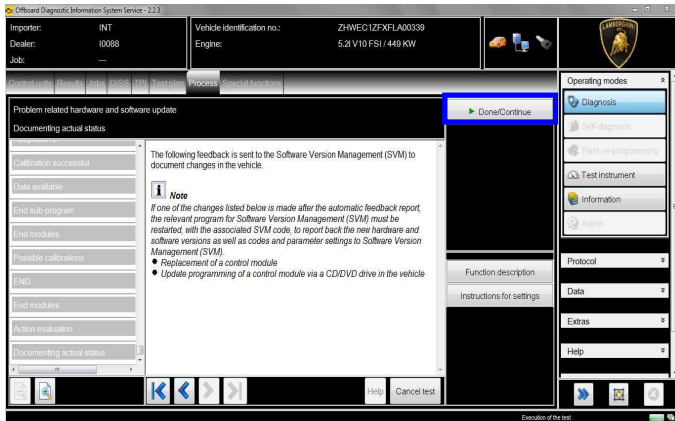 Offboard Diagnostic Information System Service - 2.2.3
Importer: INT
Dealer: I0088
Job: ---
Vehicle identification no.: ZHWEC1ZFXFLA00339
Engine: 5.2l V10 FSI / 449 KW
LAMBORGHINI
Control units Results Jobs DISS TPI Test plan Process Special functions
Problem related hardware and software update
Documenting actual status
Done/Continue
Calibration successful
Data available
End sub-program
End modules
Possible calibrations
END
End modules
Action evaluation
Documenting actual status
The following feedback is sent to the Software Version Management (SVM) to
document changes in the vehicle.
i Note
If one of the changes listed below is made after the automatic feedback report,
the relevant program for Software Version Management (SVM) must be
restarted, with the associated SVM code, to report back the new hardware and
software versions as well as codes and parameter settings to Software Version
Management (SVM).
● Replacement of a control module
● Update programming of a control module via a CD/DVD drive in the vehicle
Function description
Instructions for settings
Help
Cancel test
Operating modes
Diagnosis
Self-diagnosis
Flash re-programming
Test instrument
Information
Admin
Protocol
Data
Extras
Help
Execution of the test